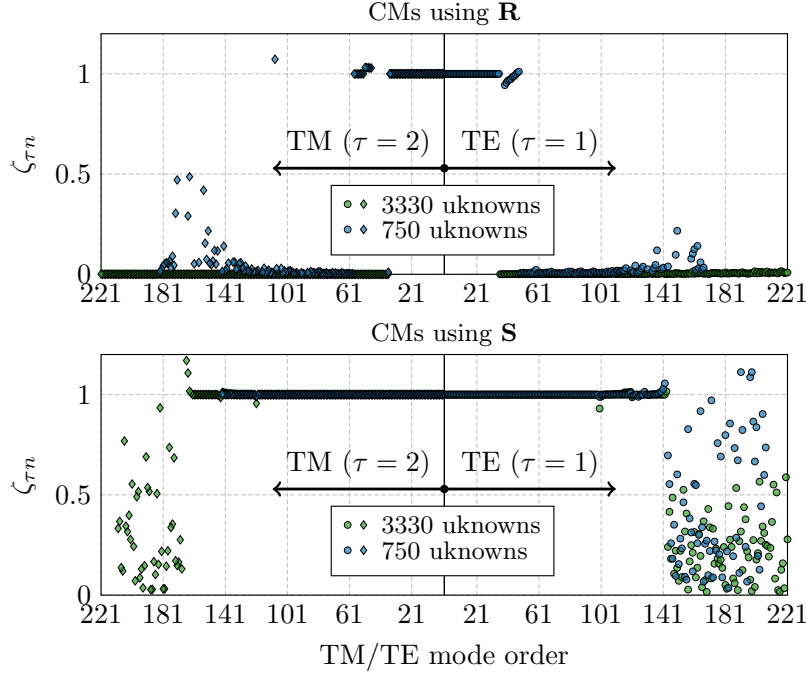 CMs using R
ζτn
1
0.5
0
TM (τ = 2)
TE (τ = 1)
3330 uknowns
750 uknowns
221 181 141 101 61 21 21 61 101 141 181 221
CMs using S
ζτn
1
0.5
0
TM (τ = 2)
TE (τ = 1)
3330 uknowns
750 uknowns
221 181 141 101 61 21 21 61 101 141 181 221
TM/TE mode order